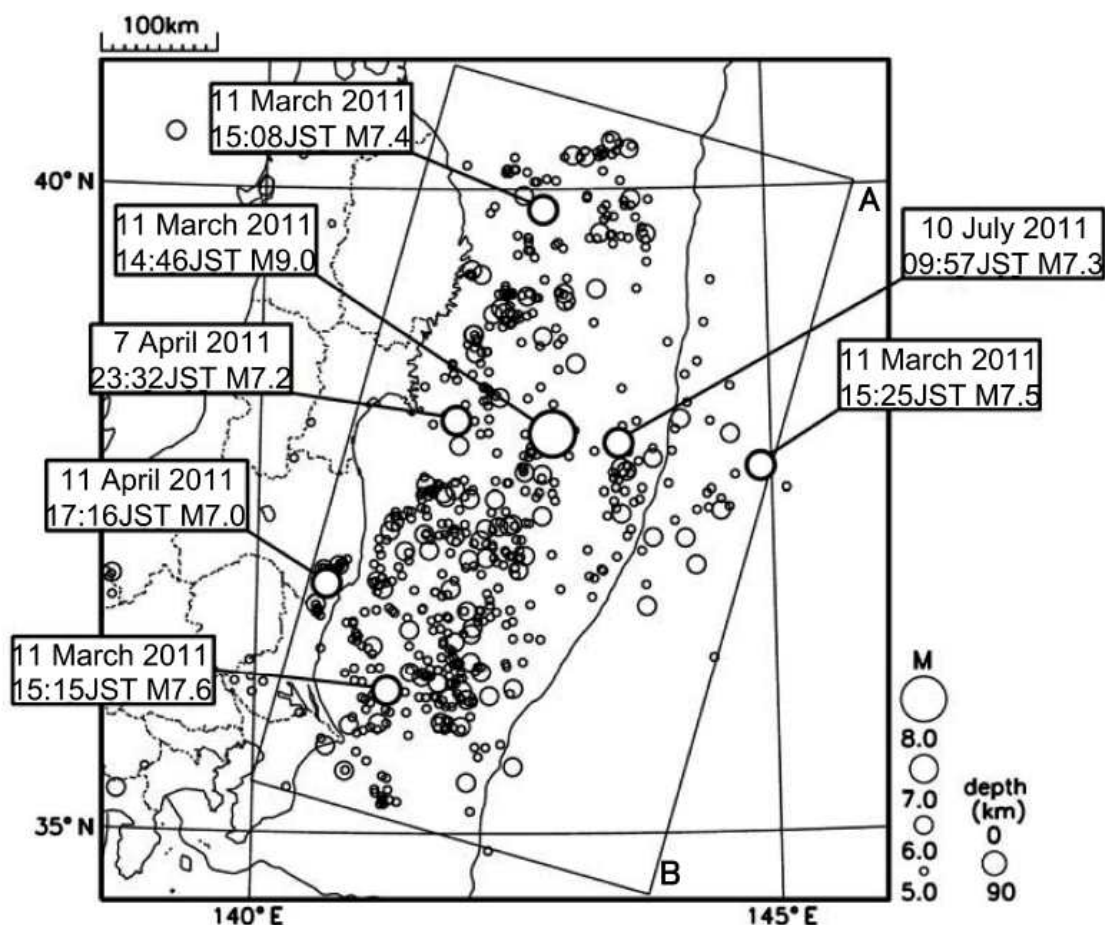 100km
11 March 2011
15:08JST M7.4
40°N
A
11 March 2011
14:46JST M9.0
10 July 2011
09:57JST M7.3
7 April 2011
23:32JST M7.2
11 March 2011
15:25JST M7.5
11 April 2011
17:16JST M7.0
11 March 2011
15:15JST M7.6
M
8.0
7.0
6.0
5.0
depth
(km)
0
90
35°N
B
140°E
145°E